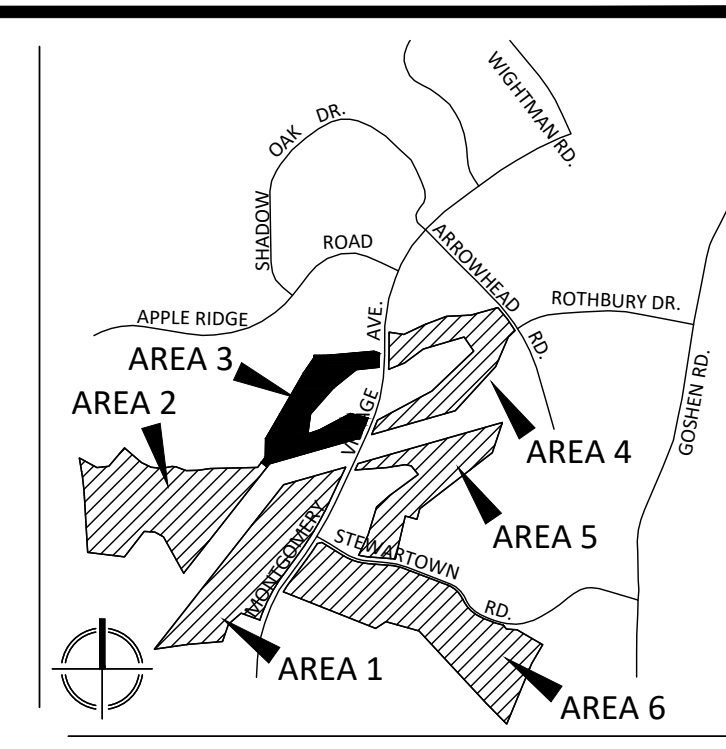 WIGHTMAN RD.
SHADOW OAK DR.
ARROWHEAD RD.
ROAD
APPLE RIDGE
ROTHBURY DR.
GOSHEN RD.
AREA 3
AREA 2
MONTGOMERY VILLAGE AVE.
AREA 4
AREA 5
STEWARTOWN RD.
AREA 1
AREA 6